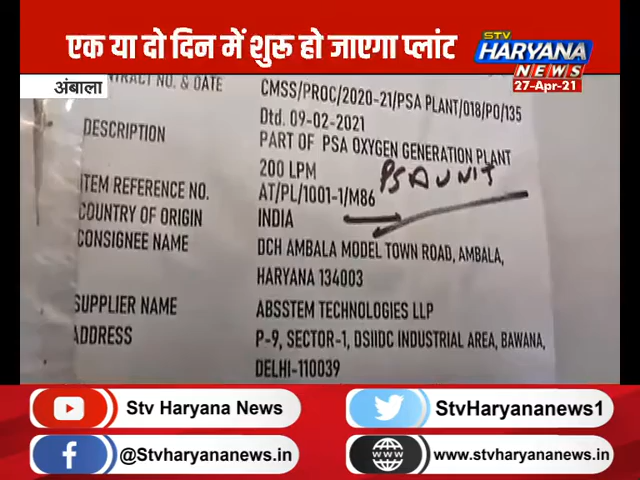 एक या दो दिन में शुरू हो जाएगा प्लांट
STV
HARYANA
NEWS
27-Apr-21
अंबाला
CONTRACT NO. & DATE
CMSS/PROC/2020-21/PSA PLANT/018/PO/135
Dtd. 09-02-2021
DESCRIPTION
PART OF PSA OXYGEN GENERATION PLANT
200 LPM
PSA UNIT
ITEM REFERENCE NO.
AT/PL/1001-1/M86
COUNTRY OF ORIGIN
INDIA
CONSIGNEE NAME
DCH AMBALA MODEL TOWN ROAD, AMBALA,
HARYANA 134003
SUPPLIER NAME
ABSSTEM TECHNOLOGIES LLP
ADDRESS
P-9, SECTOR-1, DSIIDC INDUSTRIAL AREA, BAWANA,
DELHI-110039
Stv Haryana News
StvHaryananews1
@Stvharyananews.in
www.stvharyananews.in